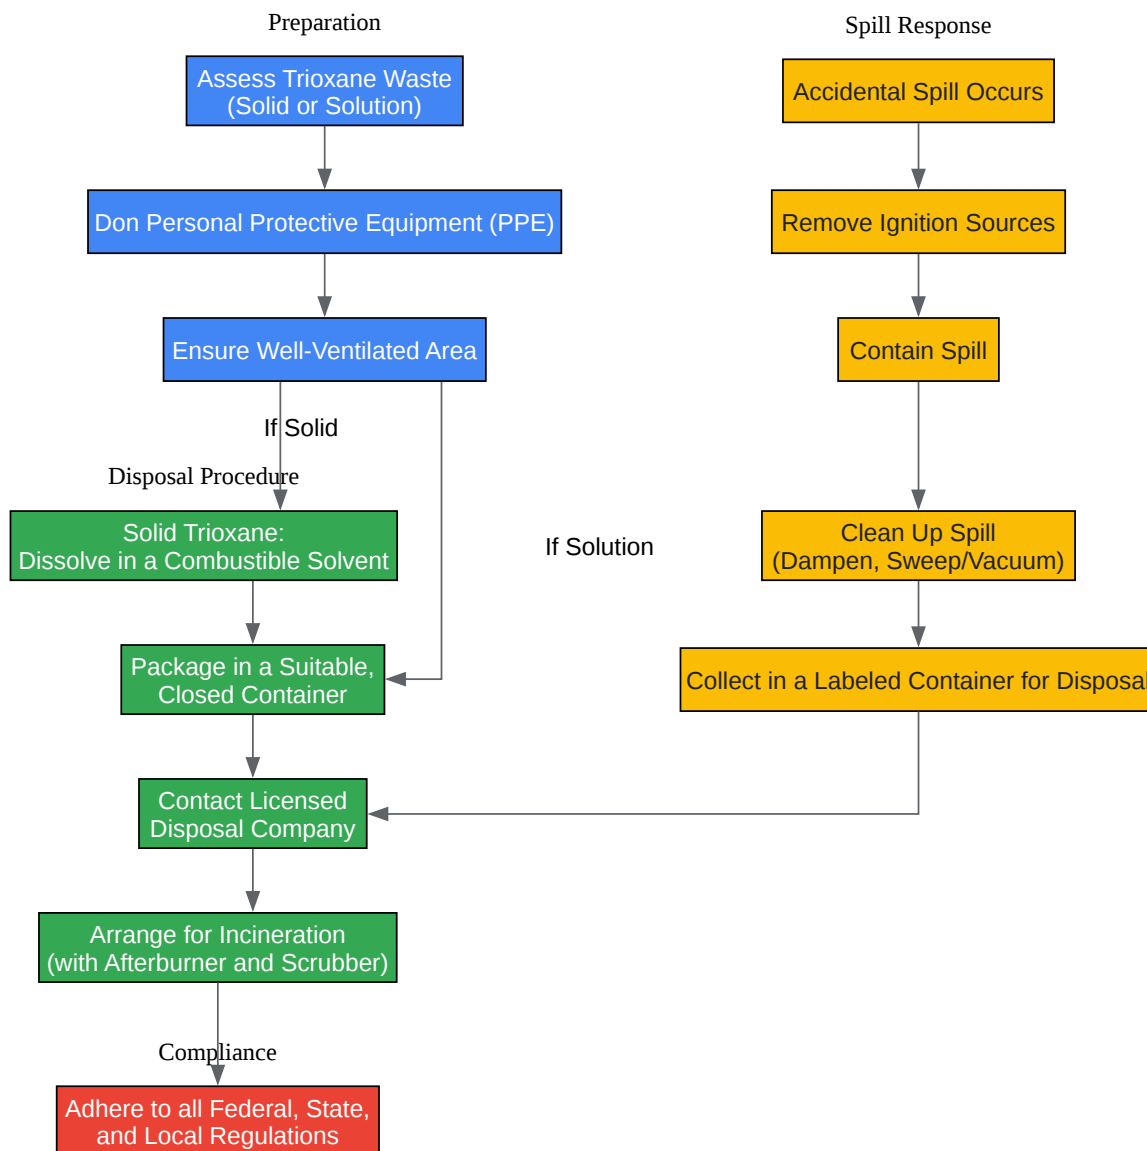 Preparation
Assess Trioxane Waste
(Solid or Solution)
Don Personal Protective Equipment (PPE)
Ensure Well-Ventilated Area
If Solid
Disposal Procedure
Solid Trioxane:
Dissolve in a Combustible Solvent
If Solution
Package in a Suitable,
Closed Container
Contact Licensed
Disposal Company
Arrange for Incineration
(with Afterburner and Scrubber)
Compliance
Adhere to all Federal, State,
and Local Regulations
Spill Response
Accidental Spill Occurs
Remove Ignition Sources
Contain Spill
Clean Up Spill
(Dampen, Sweep/Vacuum)
Collect in a Labeled Container for Disposal